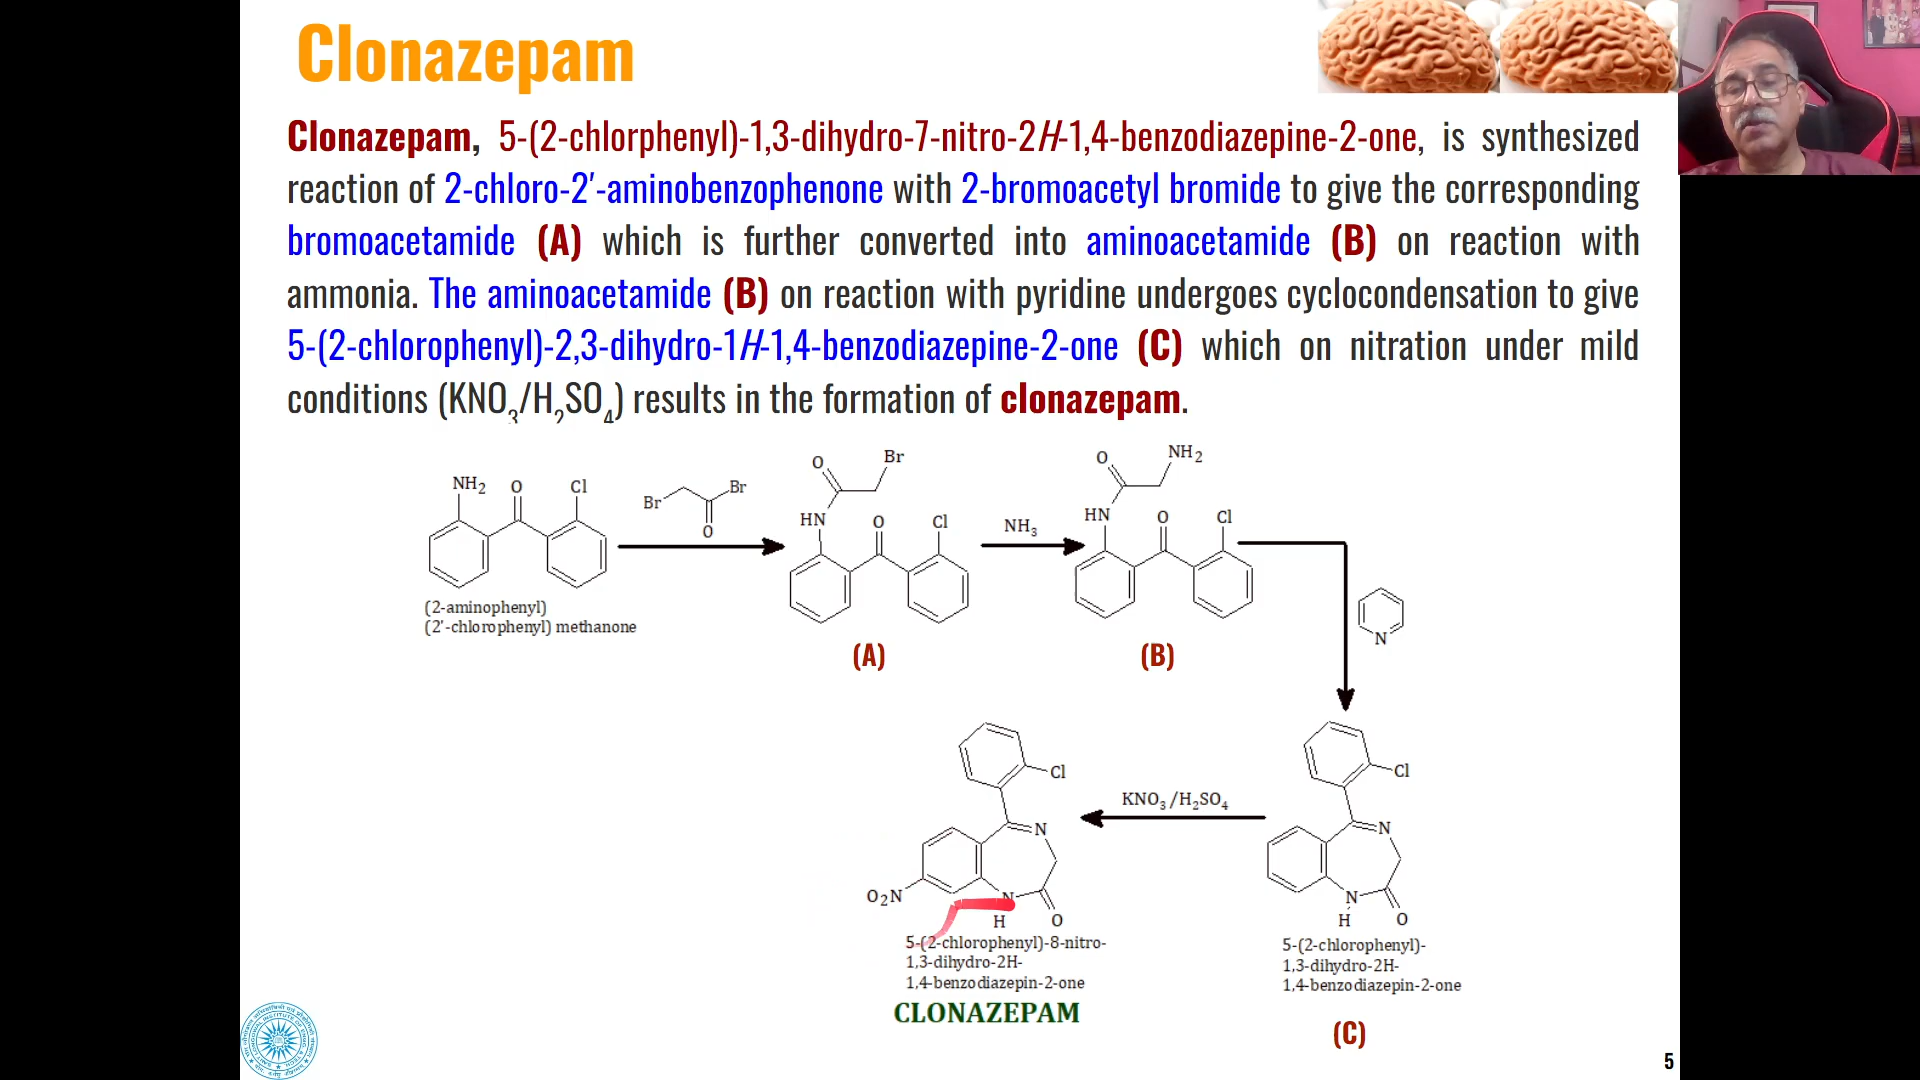 Clonazepam
Clonazepam, 5-(2-chlorphenyl)-1,3-dihydro-7-nitro-2H-1,4-benzodiazepine-2-one, is synthesized
reaction of 2-chloro-2′-aminobenzophenone with 2-bromoacetyl bromide to give the corresponding
bromoacetamide (A) which is further converted into aminoacetamide (B) on reaction with
ammonia. The aminoacetamide (B) on reaction with pyridine undergoes cyclocondensation to give
5-(2-chlorophenyl)-2,3-dihydro-1H-1,4-benzodiazepine-2-one (C) which on nitration under mild
conditions (KNO₃/H₂SO₄) results in the formation of clonazepam.
NH₂ O Cl
Br Br
O
(2-aminophenyl)
(2'-chlorophenyl) methanone
O Br
HN O Cl
(A)
NH₃
O NH₂
HN O Cl
(B)
N
Cl
N
N
H O
5-(2-chlorophenyl)-
1,3-dihydro-2H-
1,4-benzodiazepin-2-one
(C)
KNO₃/H₂SO₄
Cl
N
O₂N N
H O
5-(2-chlorophenyl)-8-nitro-
1,3-dihydro-2H-
1,4-benzodiazepin-2-one
CLONAZEPAM
5